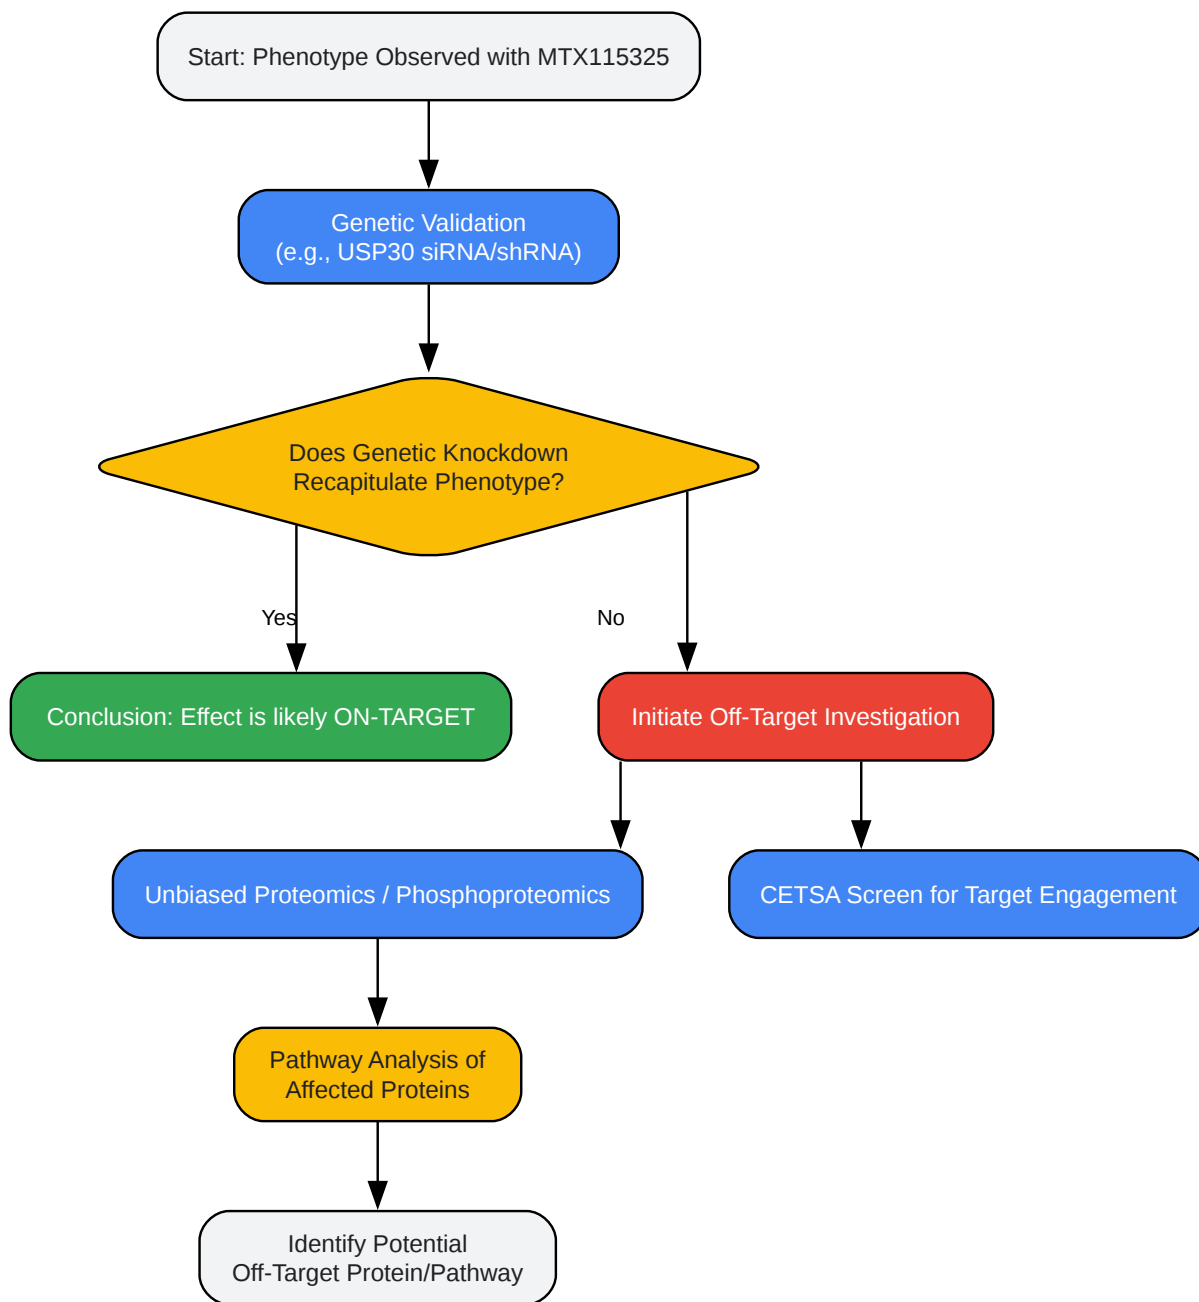 Start: Phenotype Observed with MTX115325
Genetic Validation
(e.g., USP30 siRNA/shRNA)
Does Genetic Knockdown
Recapitulate Phenotype?
Yes
No
Conclusion: Effect is likely ON-TARGET
Initiate Off-Target Investigation
Unbiased Proteomics / Phosphoproteomics
CETSA Screen for Target Engagement
Pathway Analysis of
Affected Proteins
Identify Potential
Off-Target Protein/Pathway